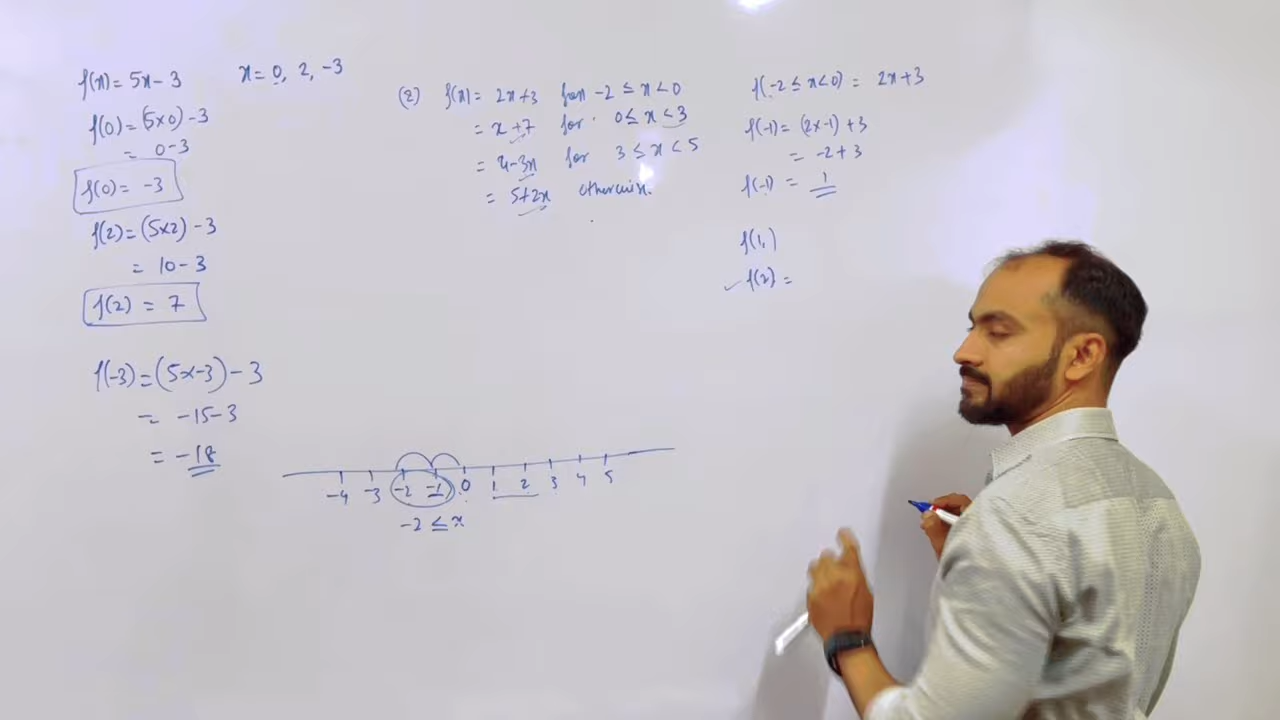 f(x) = 5x - 3
x = 0, 2, -3
f(0) = (5×0) - 3
= 0-3
f(0) = -3
f(2) = (5×2) - 3
= 10 - 3
f(2) = 7
f(-3) = (5×-3) - 3
= -15-3
= -18
(2) f(x) = 2x+3 for -2 ≤ x < 0
= x+7 for 0 ≤ x < 3
= 4-3x for 3 ≤ x < 5
= 5+2x otherwise.
f(-2 ≤ x < 0) = 2x+3
f(-1) = (2×-1) + 3
= -2+3
f(-1) = 1
f(1)
✓ f(2) =
-4 -3 -2 -1 0 1 2 3 4 5
-2 ≤ x